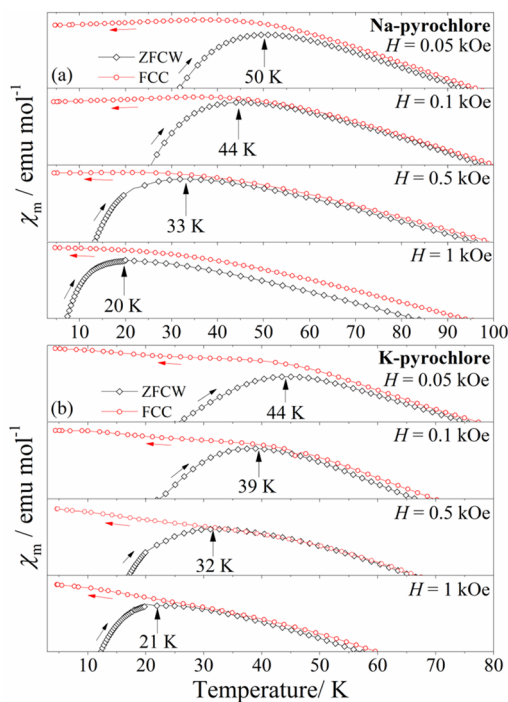 Na-pyrochlore
ZFCW
FCC
H = 0.05 kOe
(a)
50 K
H = 0.1 kOe
44 K
H = 0.5 kOe
33 K
H = 1 kOe
20 K
χm / emu mol-1
10 20 30 40 50 60 70 80 90 100
K-pyrochlore
ZFCW
FCC
H = 0.05 kOe
(b)
44 K
H = 0.1 kOe
39 K
H = 0.5 kOe
32 K
H = 1 kOe
21 K
χm / emu mol-1
10 20 30 40 50 60 70 80
Temperature/ K